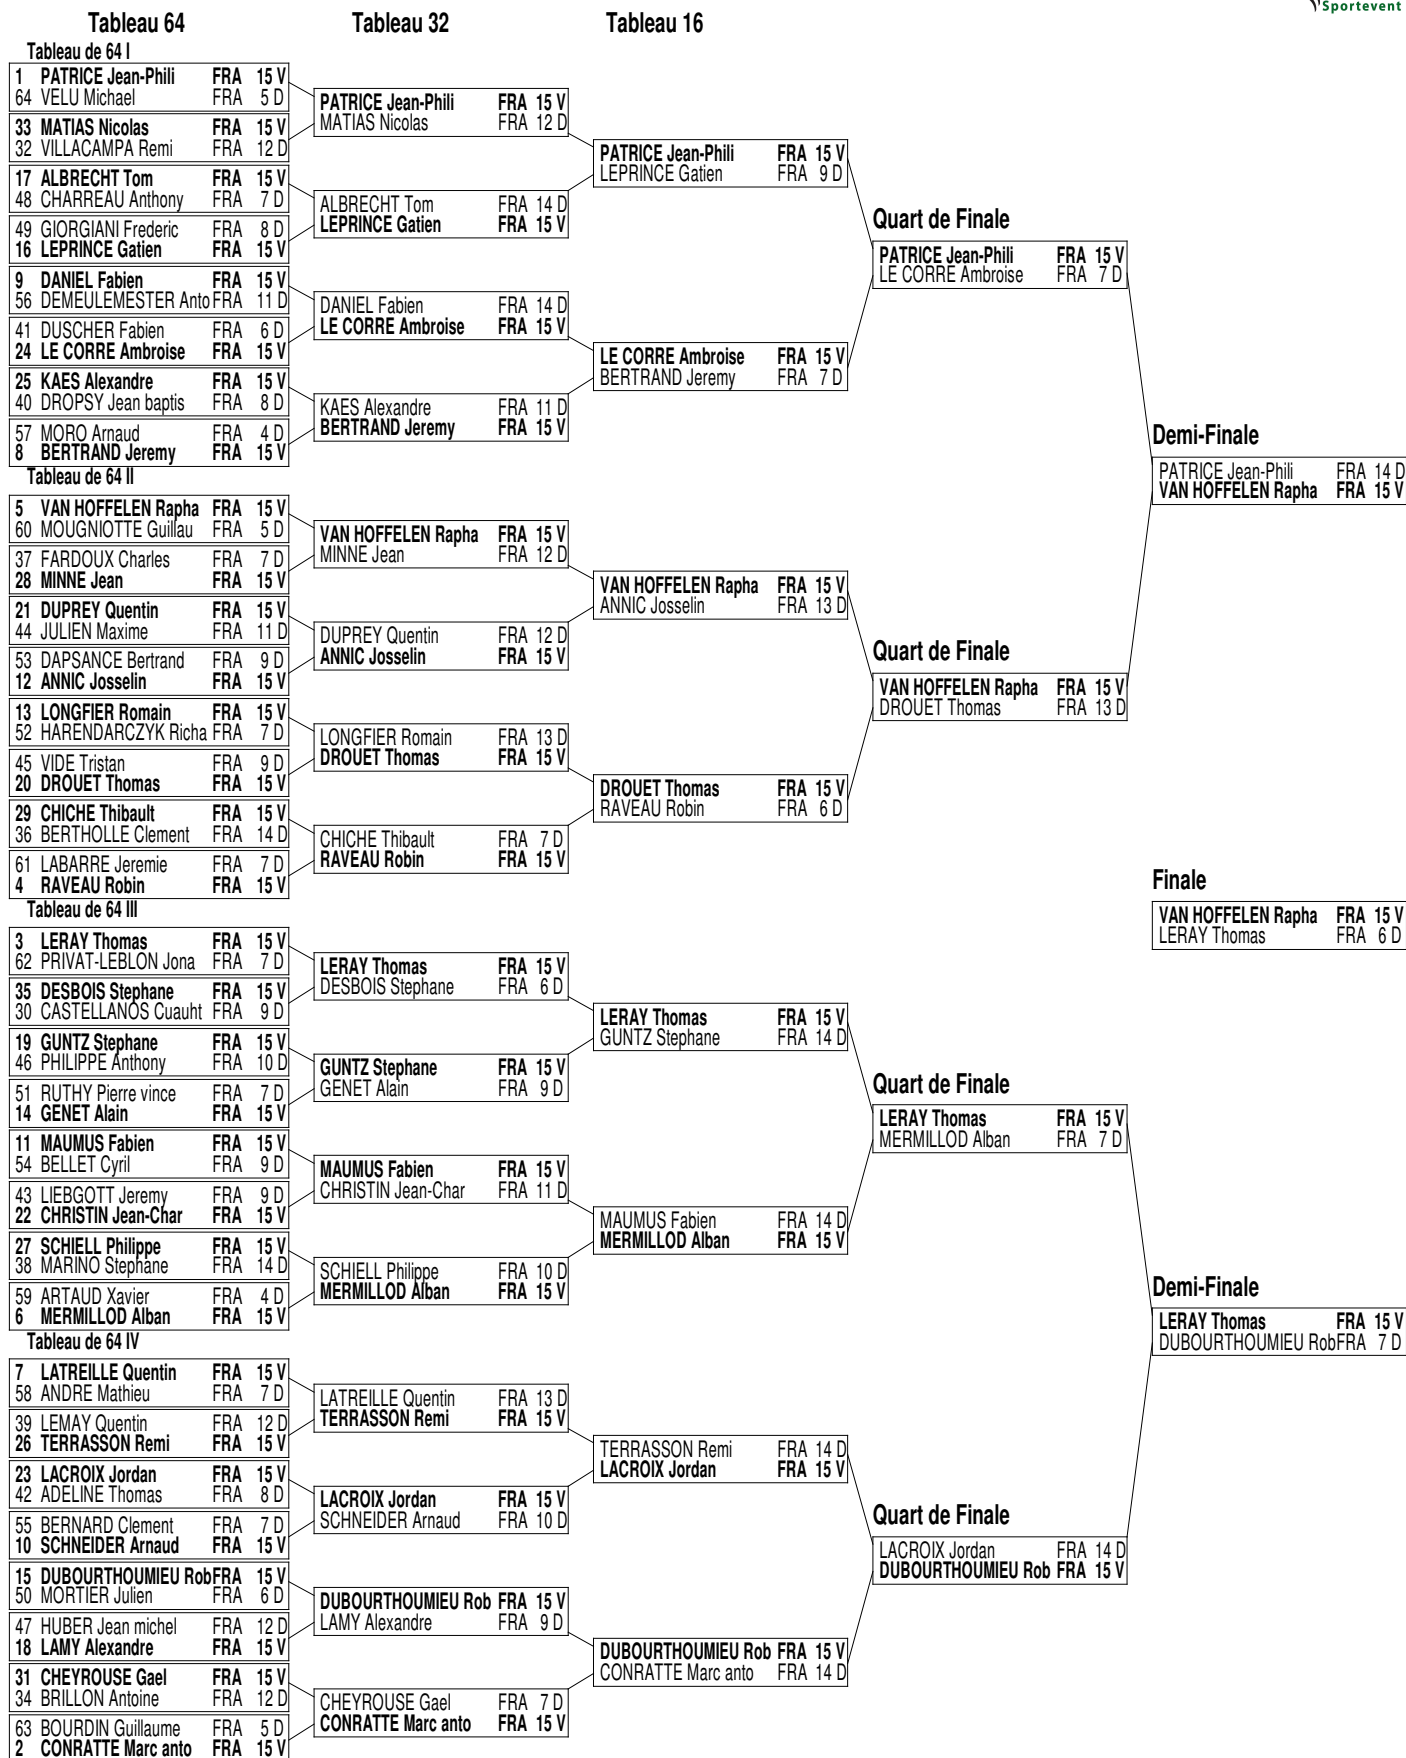 Sportevent
Tableau 64
Tableau 32
Tableau 16
Tableau de 64 I
1 PATRICE Jean-Phili FRA 15 V
64 VELU Michael FRA 5 D
33 MATIAS Nicolas FRA 15 V
32 VILLACAMPA Remi FRA 12 D
17 ALBRECHT Tom FRA 15 V
48 CHARREAU Anthony FRA 7 D
49 GIORGIANI Frederic FRA 8 D
16 LEPRINCE Gatien FRA 15 V
9 DANIEL Fabien FRA 15 V
56 DEMEULEMESTER Anto FRA 11 D
41 DUSCHER Fabien FRA 6 D
24 LE CORRE Ambroise FRA 15 V
25 KAES Alexandre FRA 15 V
40 DROPSY Jean baptis FRA 8 D
57 MORO Arnaud FRA 4 D
8 BERTRAND Jeremy FRA 15 V
Tableau de 64 II
5 VAN HOFFELEN Rapha FRA 15 V
60 MOUGNIOTTE Guillau FRA 5 D
37 FARDOUX Charles FRA 7 D
28 MINNE Jean FRA 15 V
21 DUPREY Quentin FRA 15 V
44 JULIEN Maxime FRA 11 D
53 DAPSANCE Bertrand FRA 9 D
12 ANNIC Josselin FRA 15 V
13 LONGFIER Romain FRA 15 V
52 HARENDARCZYK Richa FRA 7 D
45 VIDE Tristan FRA 9 D
20 DROUET Thomas FRA 15 V
29 CHICHE Thibault FRA 15 V
36 BERTHOLLE Clement FRA 14 D
61 LABARRE Jeremie FRA 7 D
4 RAVEAU Robin FRA 15 V
Tableau de 64 III
3 LERAY Thomas FRA 15 V
62 PRIVAT-LEBLON Jona FRA 7 D
35 DESBOIS Stephane FRA 15 V
30 CASTELLANOS Cuauht FRA 9 D
19 GUNTZ Stephane FRA 15 V
46 PHILIPPE Anthony FRA 10 D
51 RUTHY Pierre vince FRA 7 D
14 GENET Alain FRA 15 V
11 MAUMUS Fabien FRA 15 V
54 BELLET Cyril FRA 9 D
43 LIEBGOTT Jeremy FRA 9 D
22 CHRISTIN Jean-Char FRA 15 V
27 SCHIELL Philippe FRA 15 V
38 MARINO Stephane FRA 14 D
59 ARTAUD Xavier FRA 4 D
6 MERMILLOD Alban FRA 15 V
Tableau de 64 IV
7 LATREILLE Quentin FRA 15 V
58 ANDRE Mathieu FRA 7 D
39 LEMAY Quentin FRA 12 D
26 TERRASSON Remi FRA 15 V
23 LACROIX Jordan FRA 15 V
42 ADELINE Thomas FRA 8 D
55 BERNARD Clement FRA 7 D
10 SCHNEIDER Arnaud FRA 15 V
15 DUBOURTHOUMIEU Rob FRA 15 V
50 MORTIER Julien FRA 6 D
47 HUBER Jean michel FRA 12 D
18 LAMY Alexandre FRA 15 V
31 CHEYROUSE Gael FRA 15 V
34 BRILLON Antoine FRA 12 D
63 BOURDIN Guillaume FRA 5 D
2 CONRATTE Marc anto FRA 15 V
PATRICE Jean-Phili FRA 15 V
MATIAS Nicolas FRA 12 D
ALBRECHT Tom FRA 14 D
LEPRINCE Gatien FRA 15 V
DANIEL Fabien FRA 14 D
LE CORRE Ambroise FRA 15 V
KAES Alexandre FRA 11 D
BERTRAND Jeremy FRA 15 V
VAN HOFFELEN Rapha FRA 15 V
MINNE Jean FRA 12 D
DUPREY Quentin FRA 12 D
ANNIC Josselin FRA 15 V
LONGFIER Romain FRA 13 D
DROUET Thomas FRA 15 V
CHICHE Thibault FRA 7 D
RAVEAU Robin FRA 15 V
LERAY Thomas FRA 15 V
DESBOIS Stephane FRA 6 D
GUNTZ Stephane FRA 15 V
GENET Alain FRA 9 D
MAUMUS Fabien FRA 15 V
CHRISTIN Jean-Char FRA 11 D
SCHIELL Philippe FRA 10 D
MERMILLOD Alban FRA 15 V
LATREILLE Quentin FRA 13 D
TERRASSON Remi FRA 15 V
LACROIX Jordan FRA 15 V
SCHNEIDER Arnaud FRA 10 D
DUBOURTHOUMIEU Rob FRA 15 V
LAMY Alexandre FRA 9 D
CHEYROUSE Gael FRA 7 D
CONRATTE Marc anto FRA 15 V
PATRICE Jean-Phili FRA 15 V
LEPRINCE Gatien FRA 9 D
LE CORRE Ambroise FRA 15 V
BERTRAND Jeremy FRA 7 D
VAN HOFFELEN Rapha FRA 15 V
ANNIC Josselin FRA 13 D
DROUET Thomas FRA 15 V
RAVEAU Robin FRA 6 D
LERAY Thomas FRA 15 V
GUNTZ Stephane FRA 14 D
MAUMUS Fabien FRA 14 D
MERMILLOD Alban FRA 15 V
TERRASSON Remi FRA 14 D
LACROIX Jordan FRA 15 V
DUBOURTHOUMIEU Rob FRA 15 V
CONRATTE Marc anto FRA 14 D
Quart de Finale
PATRICE Jean-Phili FRA 15 V
LE CORRE Ambroise FRA 7 D
Quart de Finale
VAN HOFFELEN Rapha FRA 15 V
DROUET Thomas FRA 13 D
Quart de Finale
LERAY Thomas FRA 15 V
MERMILLOD Alban FRA 7 D
Quart de Finale
LACROIX Jordan FRA 14 D
DUBOURTHOUMIEU Rob FRA 15 V
Demi-Finale
PATRICE Jean-Phili FRA 14 D
VAN HOFFELEN Rapha FRA 15 V
Finale
VAN HOFFELEN Rapha FRA 15 V
LERAY Thomas FRA 6 D
Demi-Finale
LERAY Thomas FRA 15 V
DUBOURTHOUMIEU Rob FRA 7 D